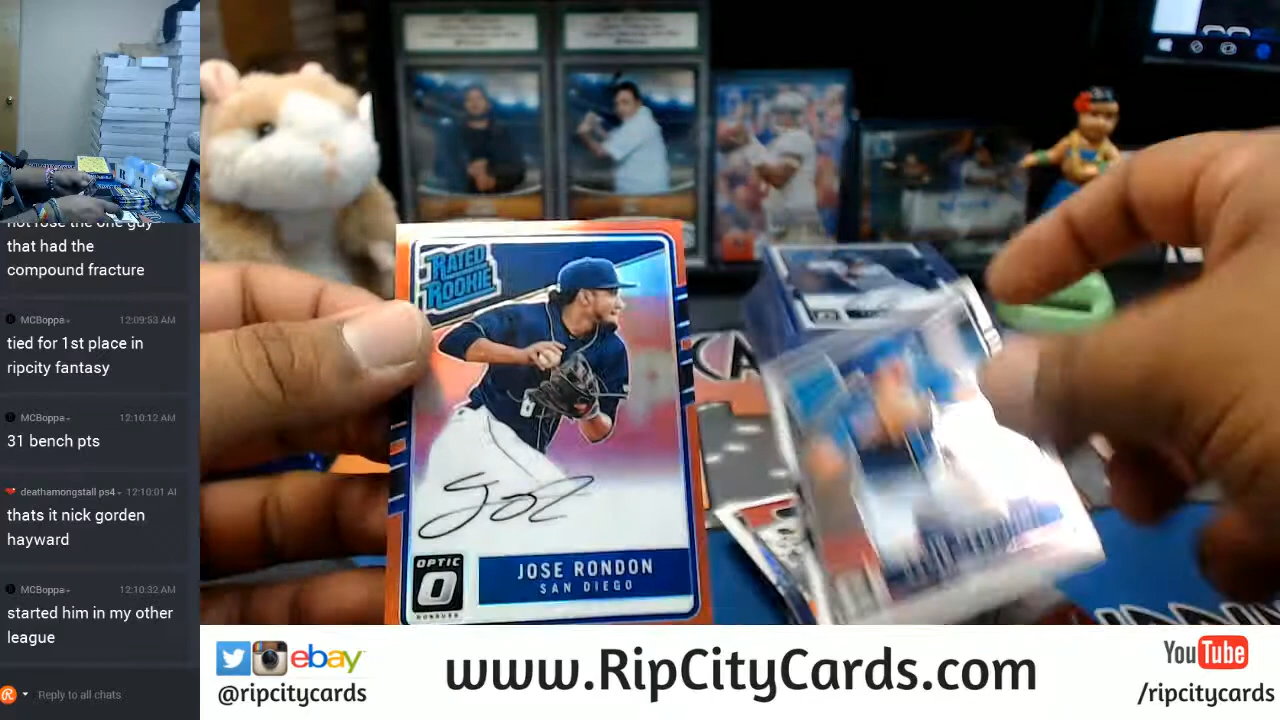 not rose the one guy
that had the
compound fracture
MCBoppa
12:09:53 AM
tied for 1st place in
ripcity fantasy
MCBoppa
12:10:12 AM
31 bench pts
deathamongstall ps4
12:10:01 AI
thats it nick gorden
hayward
MCBoppa
12:10:32 AM
started him in my other
league
Reply to all chats
RATED
ROOKIE
OPTIC
DONRUSS
JOSE RONDON
SAN DIEGO
ebay
@ripcitycards
www.RipCityCards.com
YouTube
/ripcitycards